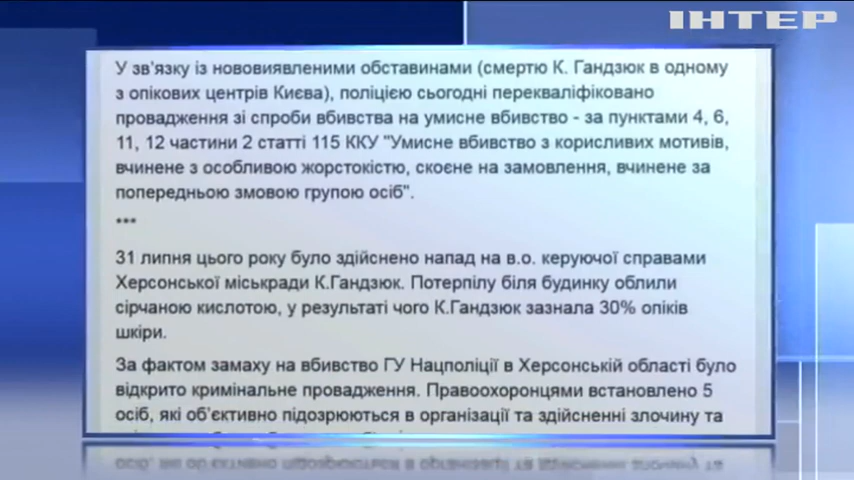 ІНТЕР
У зв'язку із нововиявленими обставинами (смертю К. Гандзюк в одному
з опікових центрів Києва), поліцією сьогодні перекваліфіковано
провадження зі спроби вбивства на умисне вбивство - за пунктами 4, 6,
11, 12 частини 2 статті 115 ККУ "Умисне вбивство з корисливих мотивів,
вчинене з особливою жорстокістю, скоєне на замовлення, вчинене за
попередньою змовою групою осіб".
***
31 липня цього року було здійснено напад на в.о. керуючої справами
Херсонської міськради К.Гандзюк. Потерпілу біля будинку облили
сірчаною кислотою, у результаті чого К.Гандзюк зазнала 30% опіків
шкіри.
За фактом замаху на вбивство ГУ Нацполіції в Херсонській області було
відкрито кримінальне провадження. Правоохоронцями встановлено 5
осіб, які об'єктивно підозрюються в організації та здійсненні злочину та